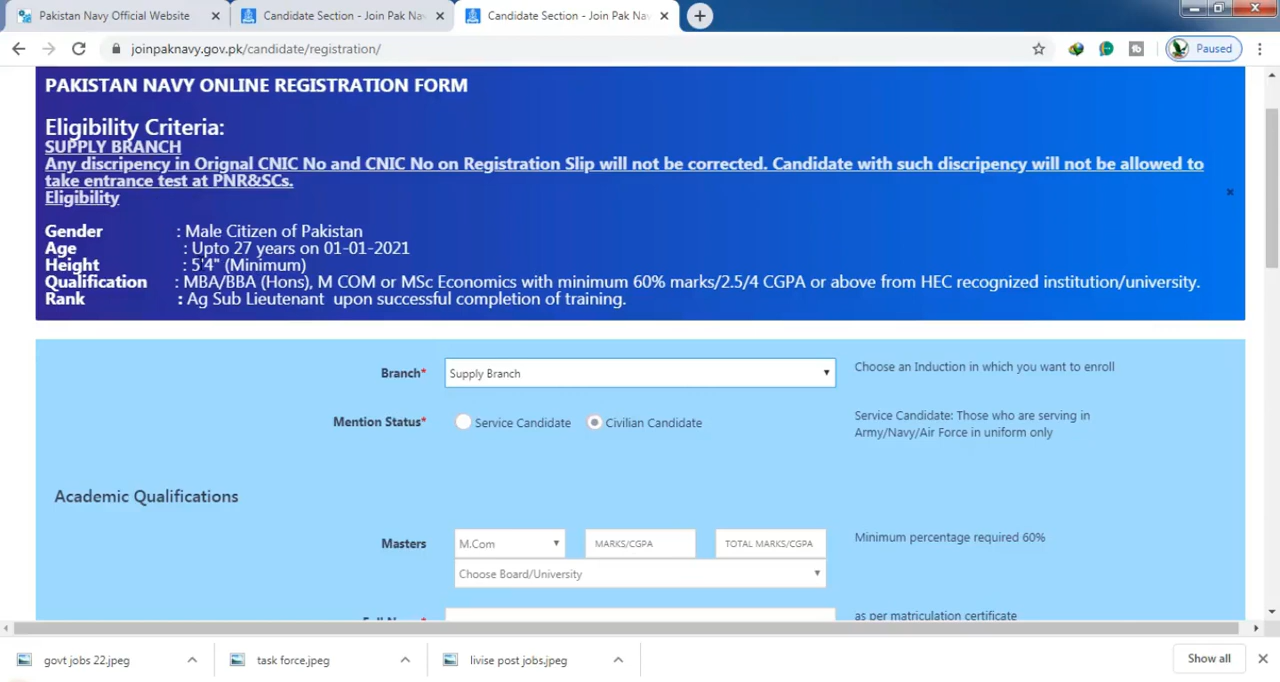 Pakistan Navy Official Website
Candidate Section - Join Pak Na
Candidate Section - Join Pak Na
joinpaknavy.gov.pk/candidate/registration/
Paused
PAKISTAN NAVY ONLINE REGISTRATION FORM
Eligibility Criteria:
SUPPLY BRANCH
Any discripency in Orignal CNIC No and CNIC No on Registration Slip will not be corrected. Candidate with such discripency will not be allowed to
take entrance test at PNR&SCs.
Eligibility
Gender : Male Citizen of Pakistan
Age : Upto 27 years on 01-01-2021
Height : 5'4" (Minimum)
Qualification : MBA/BBA (Hons), M COM or MSc Economics with minimum 60% marks/2.5/4 CGPA or above from HEC recognized institution/university.
Rank : Ag Sub Lieutenant upon successful completion of training.
Branch* Supply Branch Choose an Induction in which you want to enroll
Mention Status* Service Candidate Civilian Candidate Service Candidate: Those who are serving in
Army/Navy/Air Force in uniform only
Academic Qualifications
Masters M.Com MARKS/CGPA TOTAL MARKS/CGPA Minimum percentage required 60%
Choose Board/University
as per matriculation certificate
govt jobs 22.jpeg task force.jpeg livise post jobs.jpeg Show all